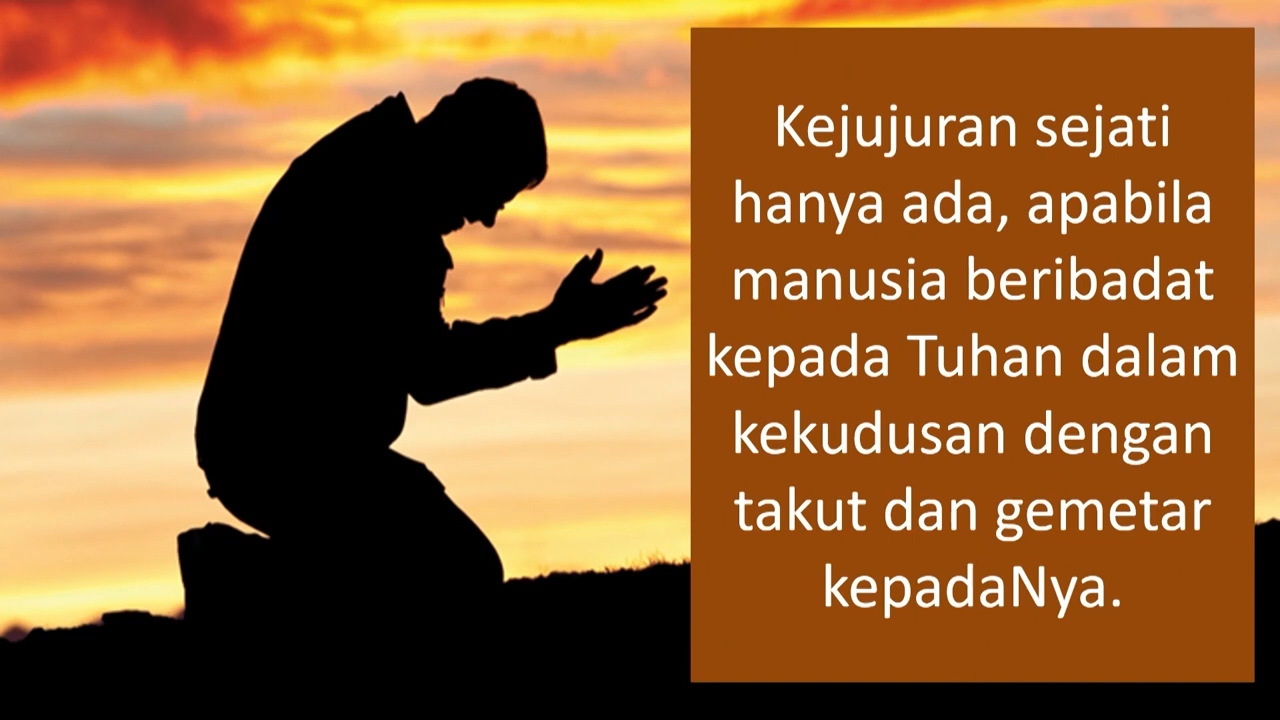 Kejujuran sejati
hanya ada, apabila
manusia beribadat
kepada Tuhan dalam
kekudusan dengan
takut dan gemetar
kepadaNya.